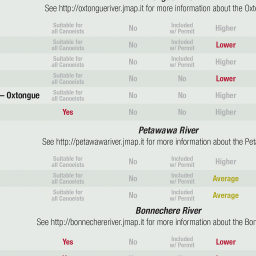 See http://oxtongueriver.jmap.it for more information about the Oxto
Suitable for all Canoeists No Included w/ Permit Higher
Suitable for all Canoeists No Included w/ Permit Lower
Suitable for all Canoeists No Included w/ Permit Higher
Suitable for all Canoeists No No Lower
– Oxtongue Suitable for all Canoeists No No Higher
Yes No Included w/ Permit Higher
Petawawa River
See http://petawawariver.jmap.it for more information about the Peta
Suitable for all Canoeists No Included w/ Permit Higher
Suitable for all Canoeists No Included w/ Permit Average
Suitable for all Canoeists No Included w/ Permit Average
Bonnechere River
See http://bonnechereriver.jmap.it for more information about the Bon
Yes No Included w/ Permit Lower